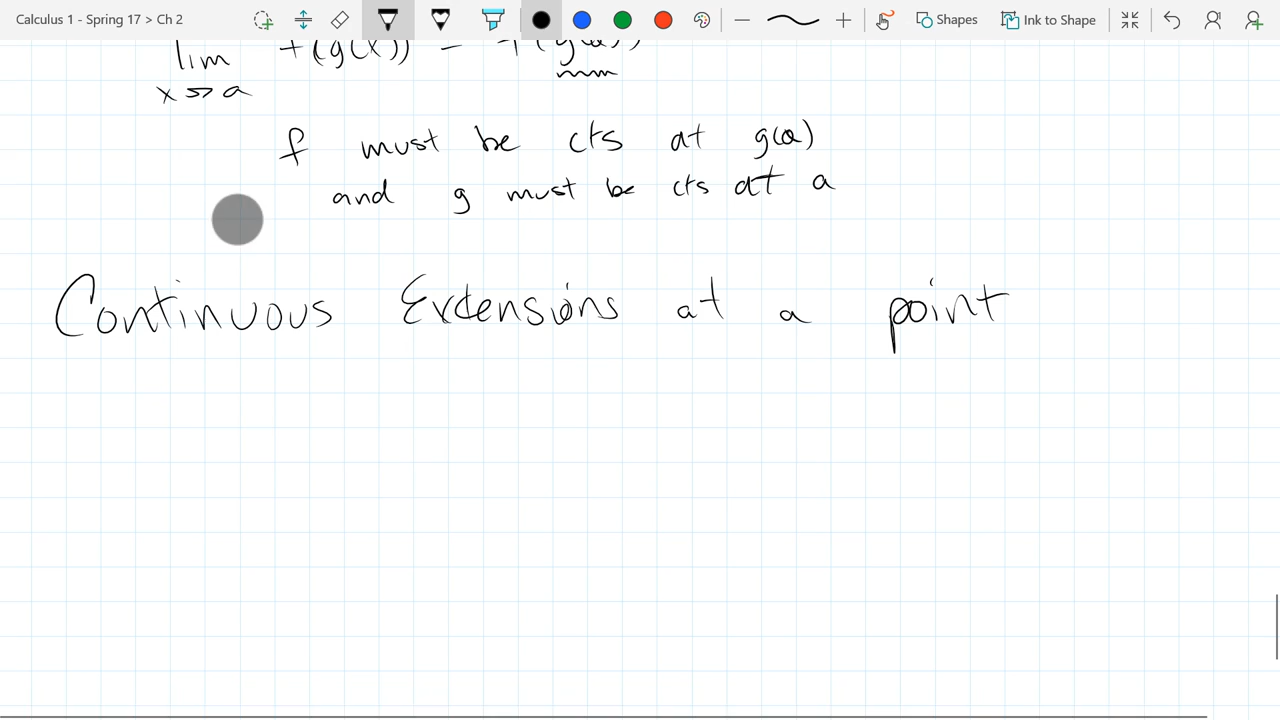 Calculus 1 - Spring 17 > Ch 2
Shapes
Ink to Shape
lim f(g(x)) = f(g(a))
x → a
f must be cts at g(a)
and g must be cts at a
Continuous Extensions at a point